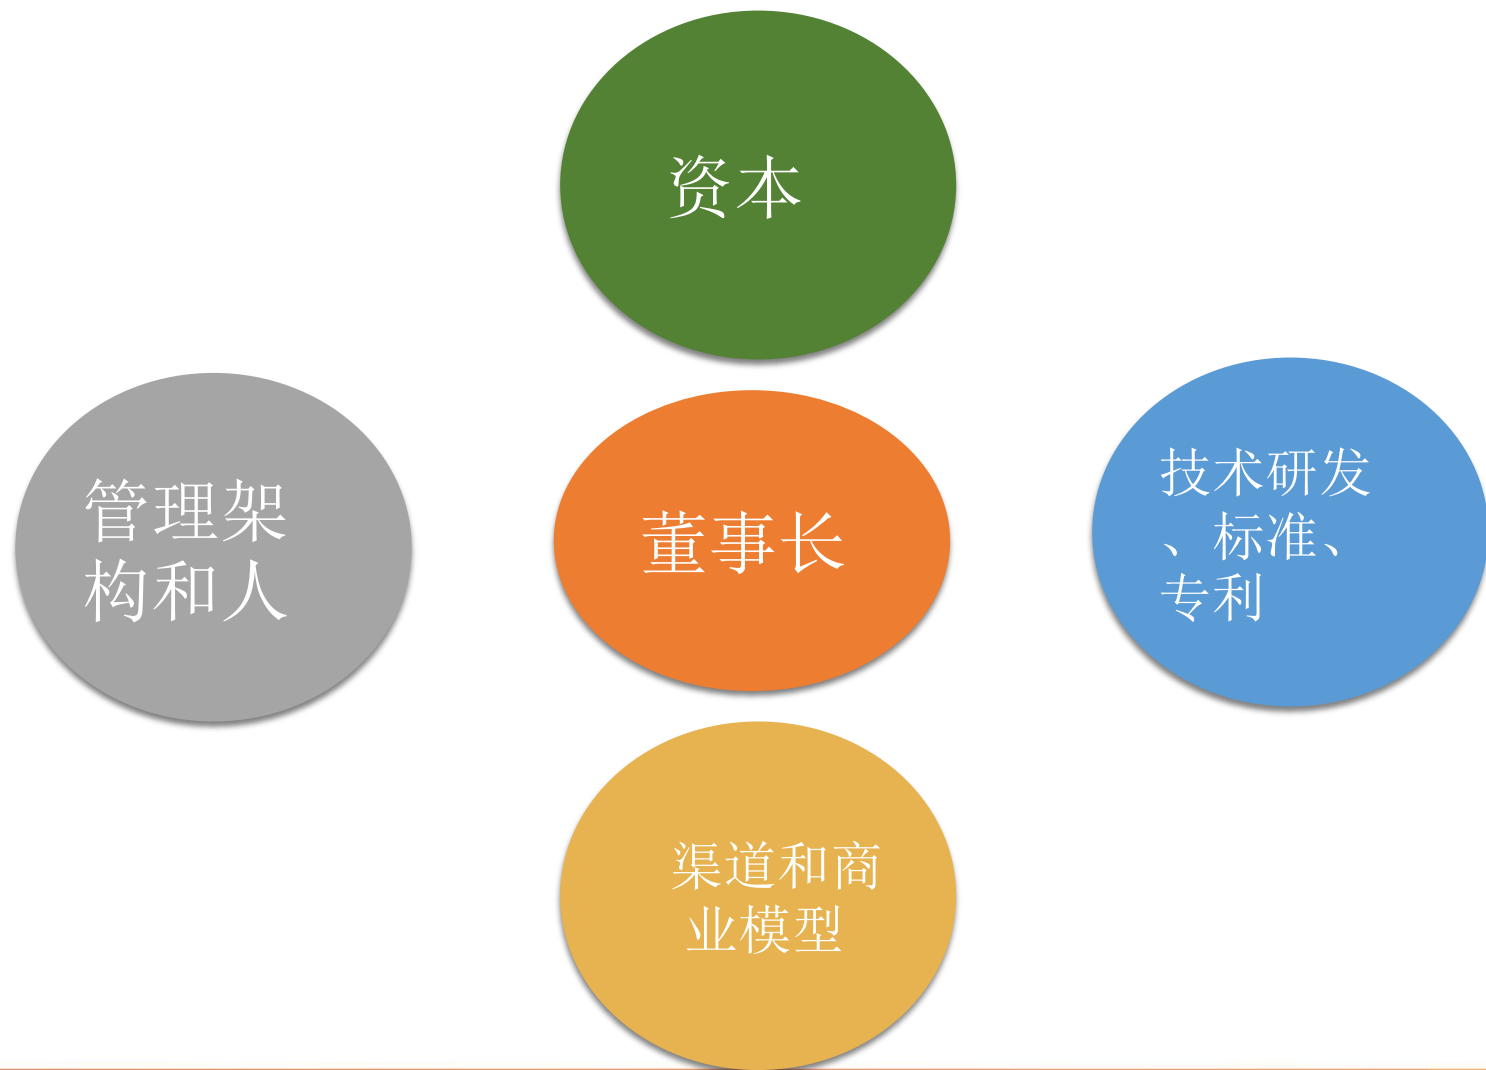 资本
管理架
构和人
董事长
技术研发
、标准、
专利
渠道和商
业模型